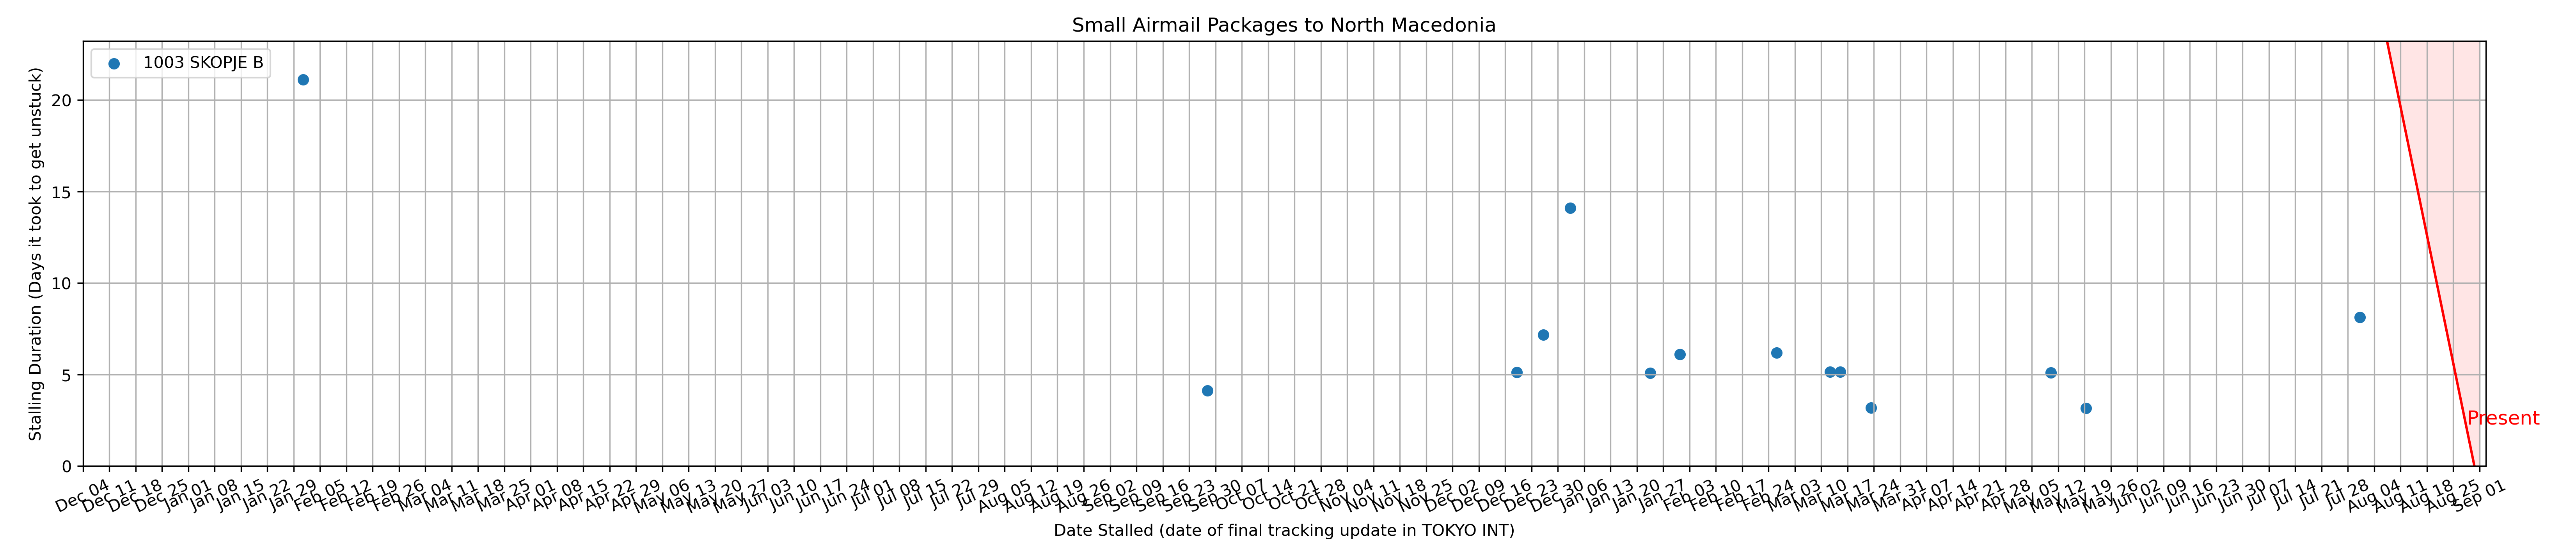 Small Airmail Packages to North Macedonia
1003 SKOPJE B
Stalling Duration (Days it took to get unstuck)
20
15
10
5
0
Present
Dec 04
Dec 11
Dec 18
Dec 25
Jan 01
Jan 08
Jan 15
Jan 22
Jan 29
Feb 05
Feb 12
Feb 19
Feb 26
Mar 04
Mar 11
Mar 18
Mar 25
Apr 01
Apr 08
Apr 15
Apr 22
Apr 29
May 06
May 13
May 20
May 27
Jun 03
Jun 10
Jun 17
Jun 24
Jul 01
Jul 08
Jul 15
Jul 22
Jul 29
Aug 05
Aug 12
Aug 19
Aug 26
Sep 02
Sep 09
Sep 16
Sep 23
Sep 30
Oct 07
Oct 14
Oct 21
Oct 28
Nov 04
Nov 11
Nov 18
Nov 25
Dec 02
Dec 09
Dec 16
Dec 23
Dec 30
Jan 06
Jan 13
Jan 20
Jan 27
Feb 03
Feb 10
Feb 17
Feb 24
Mar 03
Mar 10
Mar 17
Mar 24
Mar 31
Apr 07
Apr 14
Apr 21
Apr 28
May 05
May 12
May 19
May 26
Jun 02
Jun 09
Jun 16
Jun 23
Jun 30
Jul 07
Jul 14
Jul 21
Jul 28
Aug 04
Aug 11
Aug 18
Aug 25
Sep 01
Date Stalled (date of final tracking update in TOKYO INT)